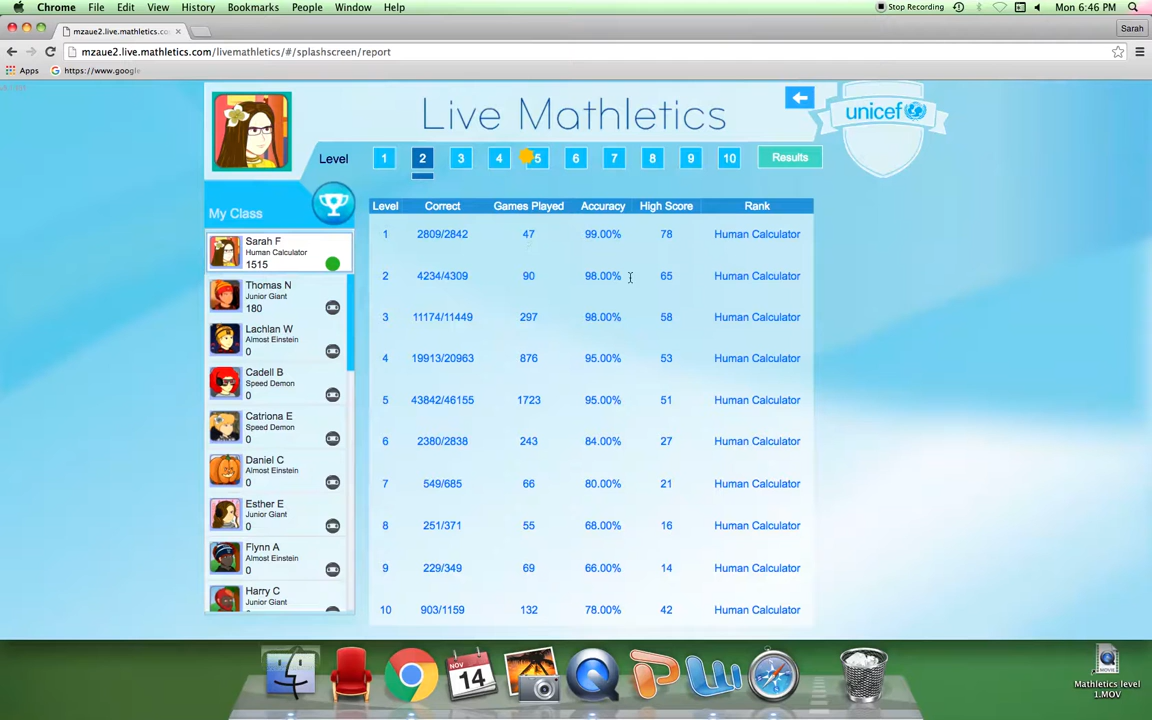 Chrome File Edit View History Bookmarks People Window Help Stop Recording Mon 6:46 PM
mzaue2.live.mathletics.co Sarah
mzaue2.live.mathletics.com/livemathletics/#/splashscreen/report
Apps https://www.google
Live Mathletics
unicef
Level 1 2 3 4 5 6 7 8 9 10 Results
My Class
Sarah F
Human Calculator
1515
Thomas N
Junior Giant
180
Lachlan W
Almost Einstein
0
Cadell B
Speed Demon
0
Catriona E
Speed Demon
0
Daniel C
Almost Einstein
0
Esther E
Junior Giant
0
Flynn A
Almost Einstein
0
Harry C
Junior Giant
Level Correct Games Played Accuracy High Score Rank
1 2809/2842 47 99.00% 78 Human Calculator
2 4234/4309 90 98.00% 65 Human Calculator
3 11174/11449 297 98.00% 58 Human Calculator
4 19913/20963 876 95.00% 53 Human Calculator
5 43842/46155 1723 95.00% 51 Human Calculator
6 2380/2838 243 84.00% 27 Human Calculator
7 549/685 66 80.00% 21 Human Calculator
8 251/371 55 68.00% 16 Human Calculator
9 229/349 69 66.00% 14 Human Calculator
10 903/1159 132 78.00% 42 Human Calculator
NOV
14
MOVIE
Mathletics level
1.MOV